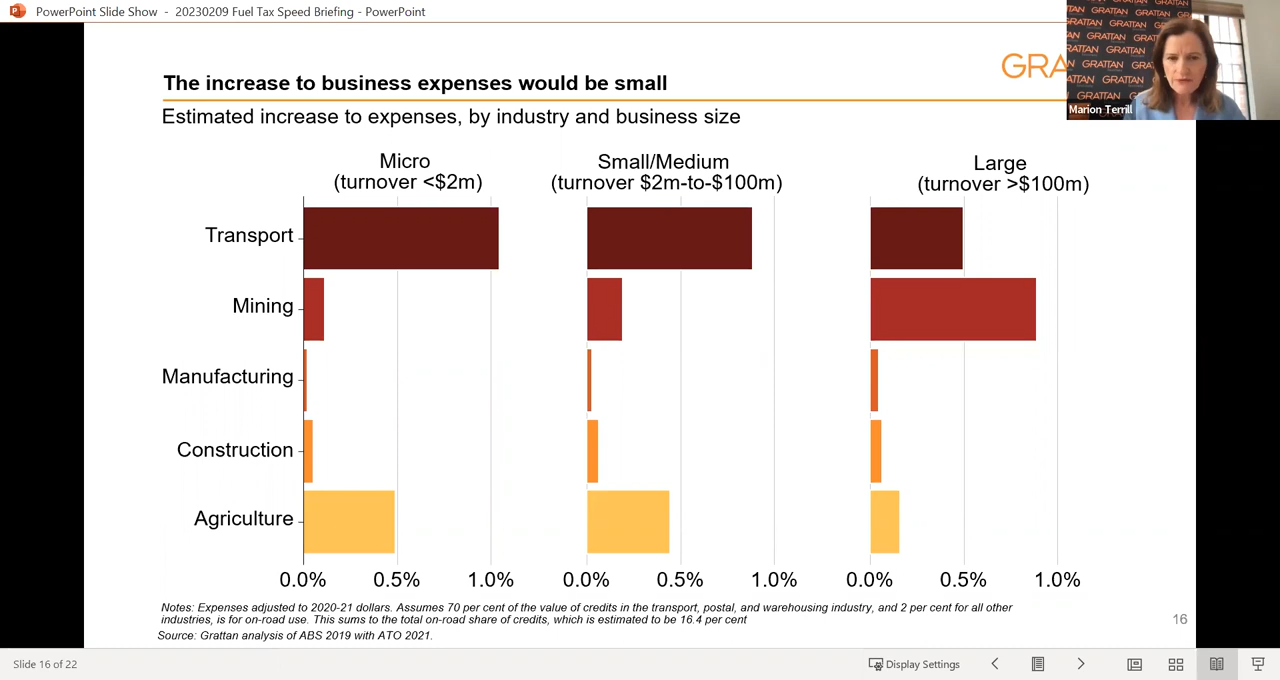 PowerPoint Slide Show - 20230209 Fuel Tax Speed Briefing - PowerPoint
GRATTAN
GRATTAN
GRATTAN
GRATTAN
GRATTAN
Marion Terrill
GRA
The increase to business expenses would be small
Estimated increase to expenses, by industry and business size
Micro
(turnover <$2m)
Small/Medium
(turnover $2m-to-$100m)
Large
(turnover >$100m)
Transport
Mining
Manufacturing
Construction
Agriculture
0.0% 0.5% 1.0% 0.0% 0.5% 1.0% 0.0% 0.5% 1.0%
Notes: Expenses adjusted to 2020-21 dollars. Assumes 70 per cent of the value of credits in the transport, postal, and warehousing industry, and 2 per cent for all other
industries, is for on-road use. This sums to the total on-road share of credits, which is estimated to be 16.4 per cent
Source: Grattan analysis of ABS 2019 with ATO 2021.
16
Slide 16 of 22
Display Settings